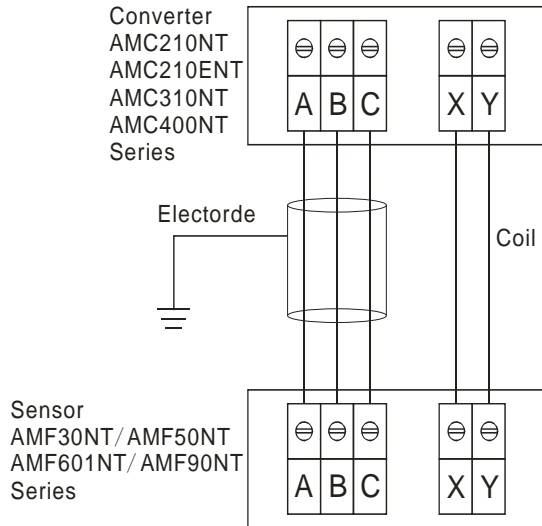 Converter
AMC210NT
AMC210ENT
AMC310NT
AMC400NT
Series
A B C X Y
Electorde
Coil
Sensor
AMF30NT/AMF50NT
AMF601NT/AMF90NT
Series
A B C X Y